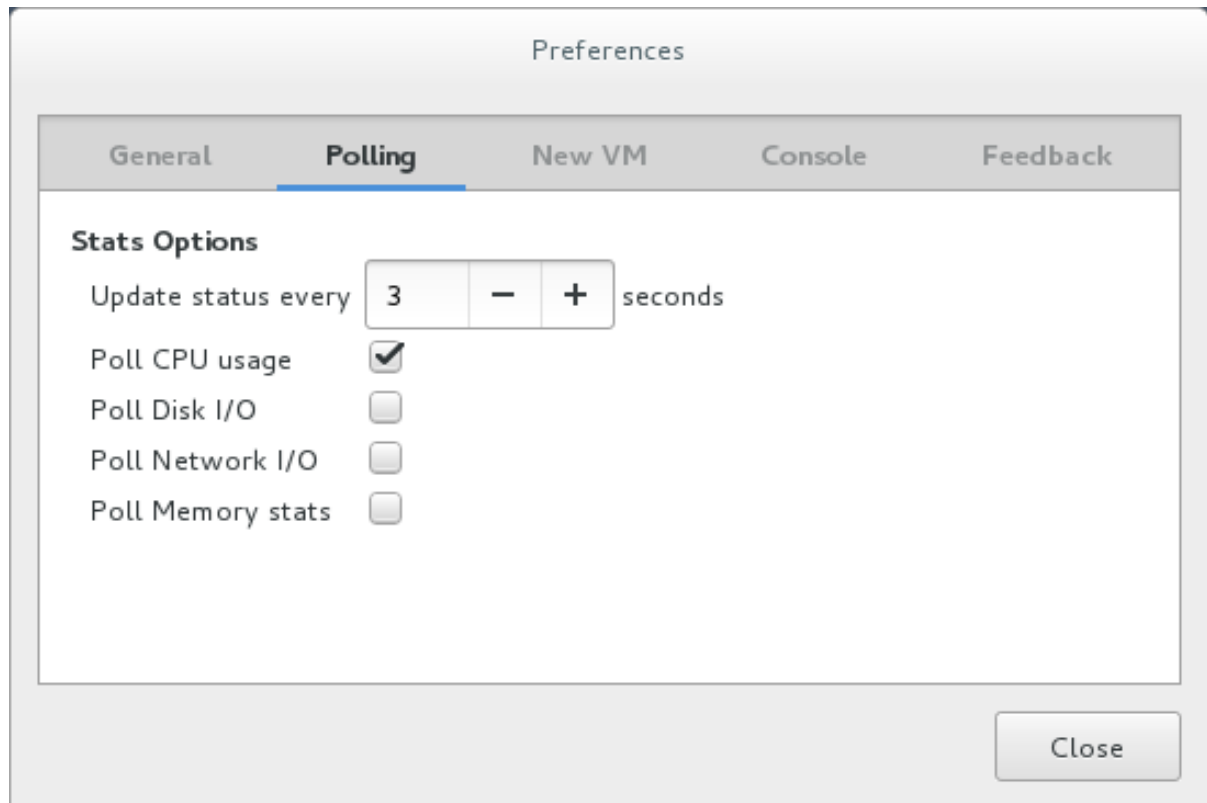 Preferences
General Polling New VM Console Feedback
Stats Options
Update status every 3 − + seconds
Poll CPU usage
Poll Disk I/O
Poll Network I/O
Poll Memory stats
Close